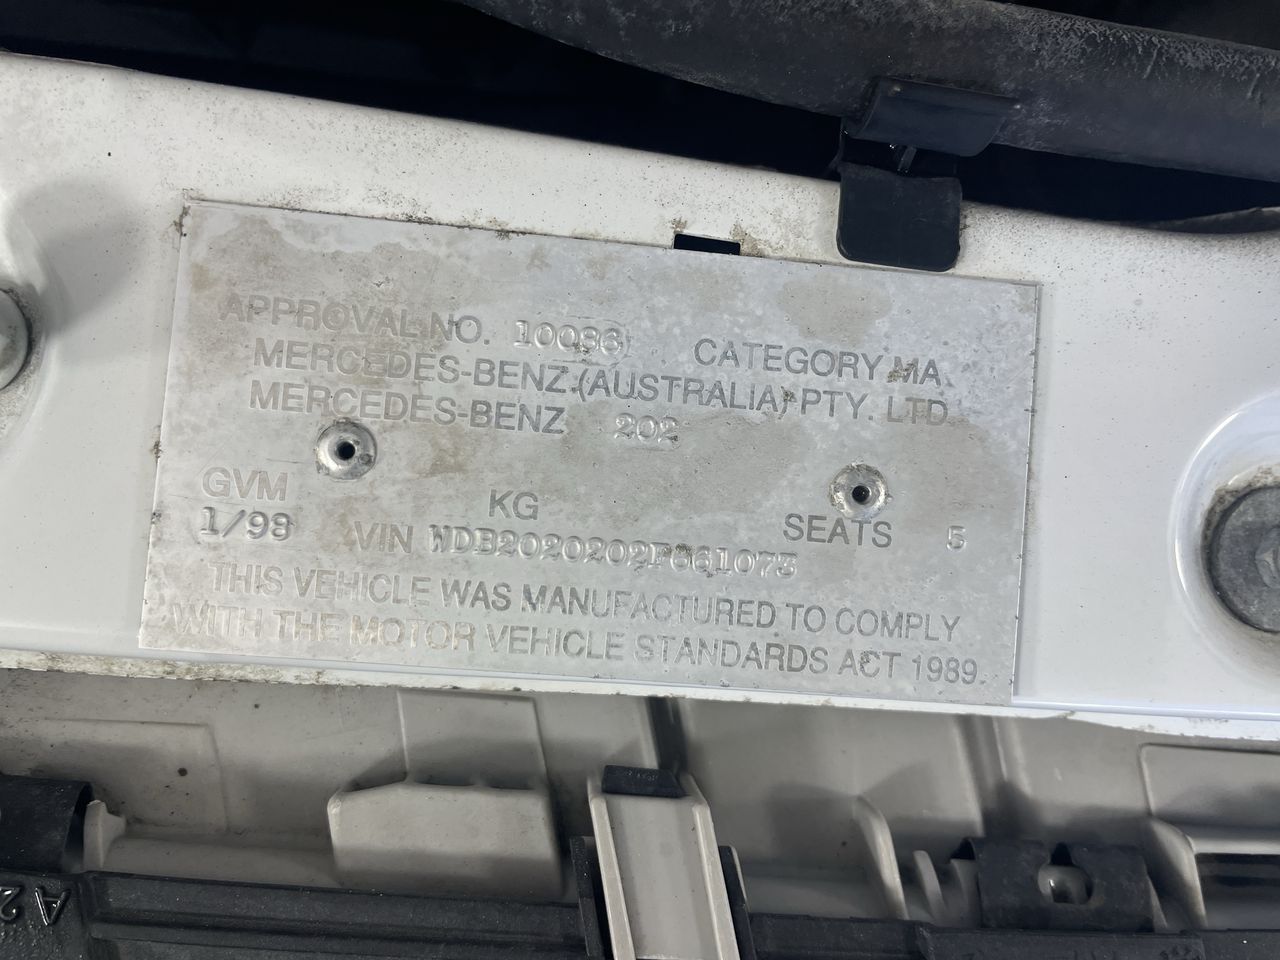 APPROVAL NO. 10086 CATEGORY MA
MERCEDES-BENZ (AUSTRALIA) PTY. LTD
MERCEDES-BENZ 202
GVM KG SEATS 5
1/98 VIN WDB2020202F661073
THIS VEHICLE WAS MANUFACTURED TO COMPLY
WITH THE MOTOR VEHICLE STANDARDS ACT 1989.
A2